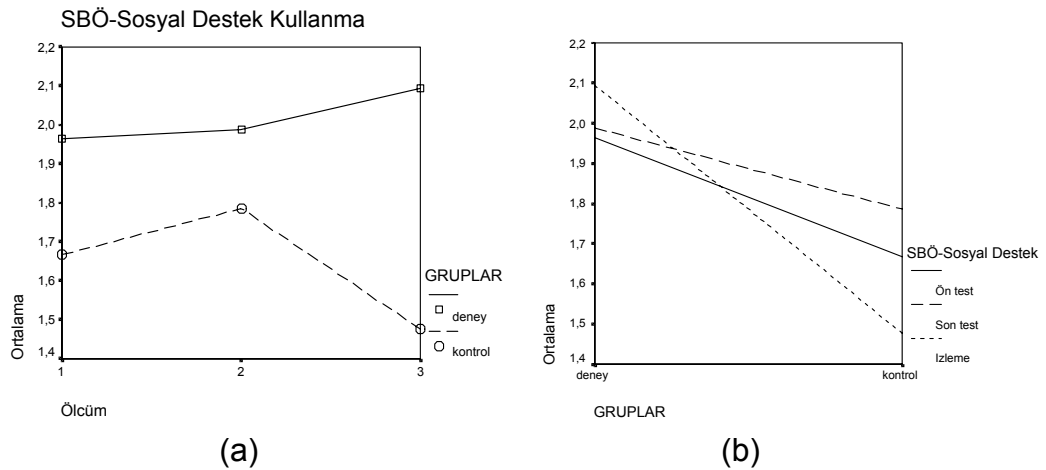 SBÖ-Sosyal Destek Kullanma
2,2
2,1
2,0
1,9
1,8
1,7
1,6
1,5
1,4
Ortalama
1
2
3
Ölcüm
GRUPLAR
deney
kontrol
(a)
2,2
2,1
2,0
1,9
1,8
1,7
1,6
1,5
1,4
Ortalama
deney
kontrol
GRUPLAR
SBÖ-Sosyal Destek
Ön test
Son test
Izleme
(b)